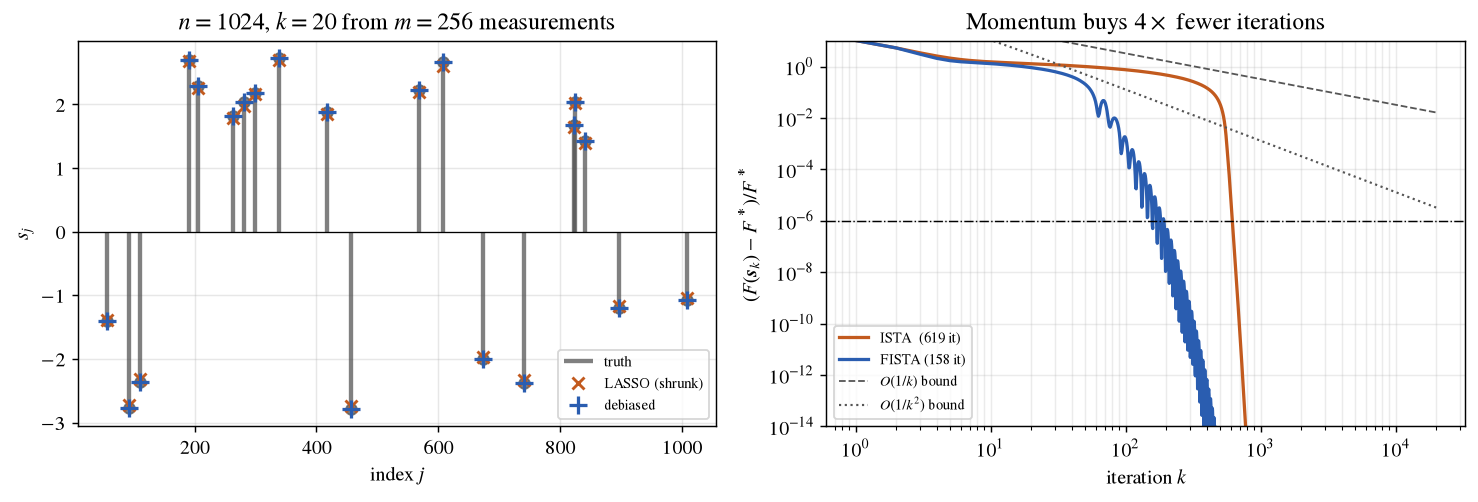 n = 1024, k = 20 from m = 256 measurements
s_j
2
1
0
−1
−2
−3
200
400
600
800
1000
index j
truth
LASSO (shrunk)
debiased
Momentum buys 4× fewer iterations
(F(s_k) − F*)/F*
10^0
10^−2
10^−4
10^−6
10^−8
10^−10
10^−12
10^−14
10^0
10^1
10^2
10^3
10^4
iteration k
ISTA (619 it)
FISTA (158 it)
O(1/k) bound
O(1/k²) bound